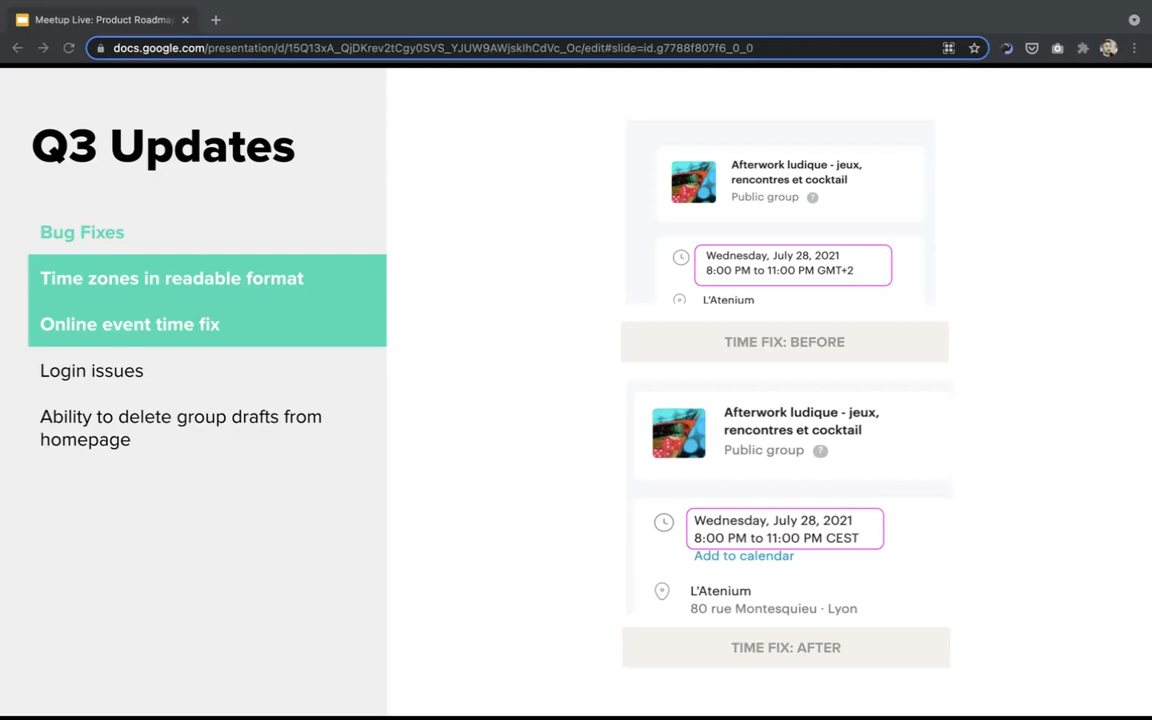 Meetup Live: Product Roadma
docs.google.com/presentation/d/15Q13xA_QjDKrev2tCgy0SVS_YJUW9AWjsklhCdVc_Oc/edit#slide=id.g7788f807f6_0_0
Q3 Updates
Bug Fixes
Time zones in readable format
Online event time fix
Login issues
Ability to delete group drafts from
homepage
Afterwork ludique - jeux,
rencontres et cocktail
Public group ?
Wednesday, July 28, 2021
8:00 PM to 11:00 PM GMT+2
L'Atenium
TIME FIX: BEFORE
Afterwork ludique - jeux,
rencontres et cocktail
Public group ?
Wednesday, July 28, 2021
8:00 PM to 11:00 PM CEST
Add to calendar
L'Atenium
80 rue Montesquieu · Lyon
TIME FIX: AFTER